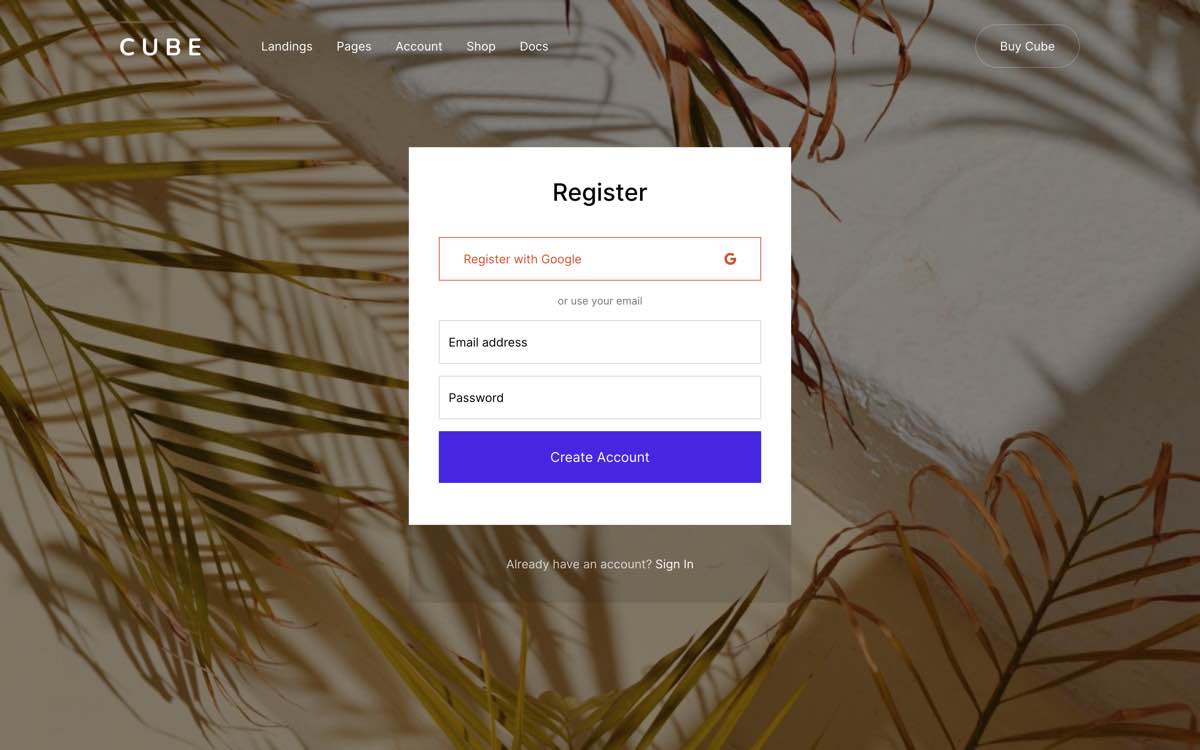 CUBE
Landings
Pages
Account
Shop
Docs
Buy Cube
Register
Register with Google
G
or use your email
Email address
Password
Create Account
Already have an account? Sign In